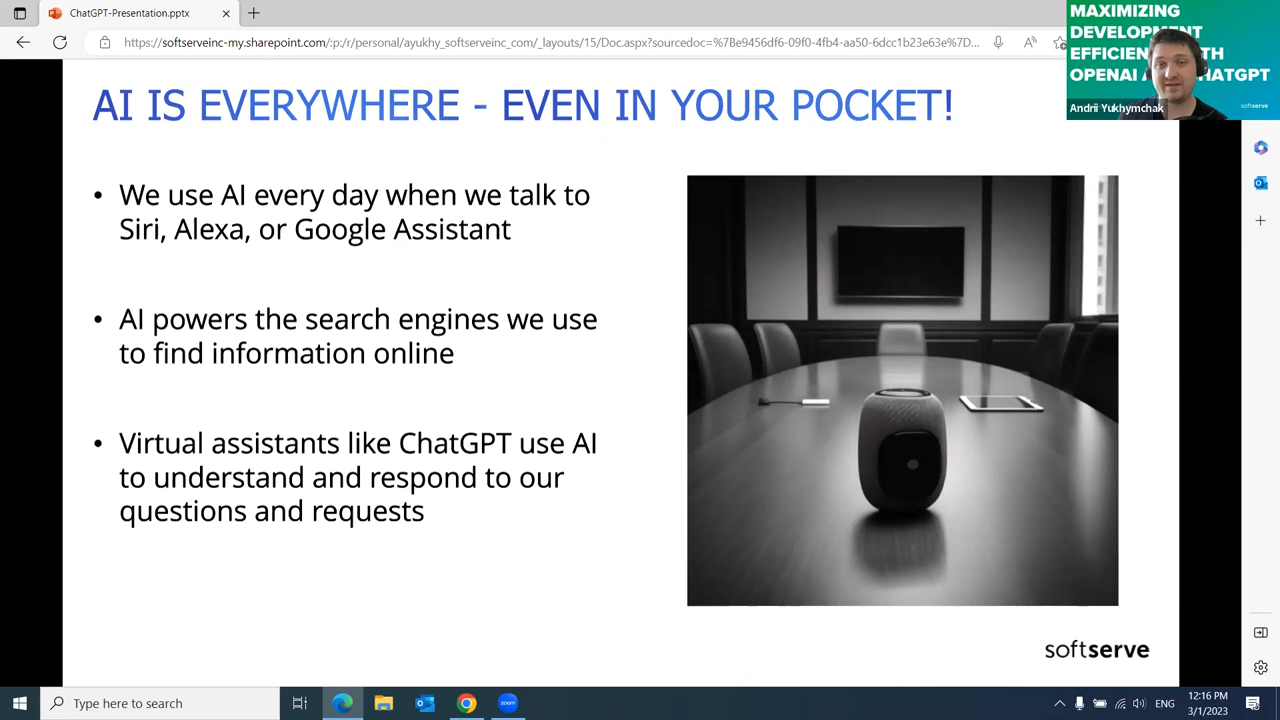 ChatGPT-Presentation.pptx
https://softserveinc-my.sharepoint.com/:p:/r/personal/ayukhy_softserveinc_com/_layouts/15/Doc.aspx?sourcedoc=%7Be9456df6-09f0-4fb4-aa50-6dcc1b23e63e%7D...
MAXIMIZING
DEVELOPMENT
OPENAI
Andrii Yukhymchak
softserve
AI IS EVERYWHERE - EVEN IN YOUR POCKET!
• We use AI every day when we talk to
Siri, Alexa, or Google Assistant
• AI powers the search engines we use
to find information online
• Virtual assistants like ChatGPT use AI
to understand and respond to our
questions and requests
softserve
Type here to search
zoom
ENG
12:16 PM
3/1/2023